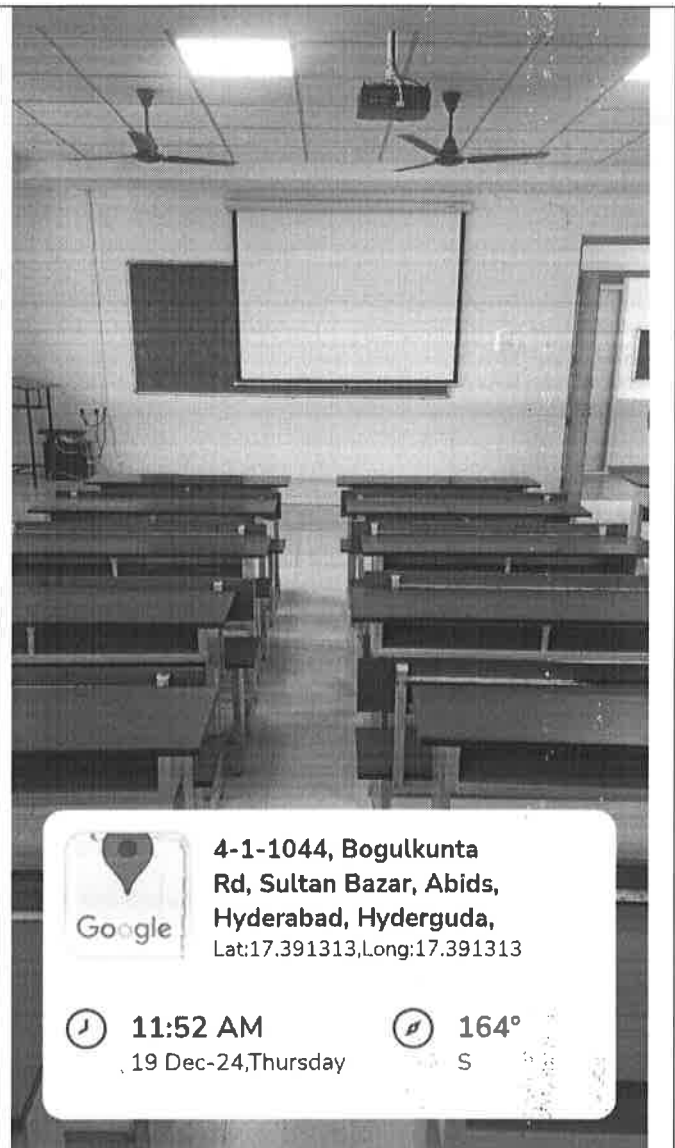 4-1-1044, Bogulkunta
Rd, Sultan Bazar, Abids,
Hyderabad, Hyderguda,
Lat:17.391313,Long:17.391313
Google
11:52 AM
19 Dec-24,Thursday
164°
S